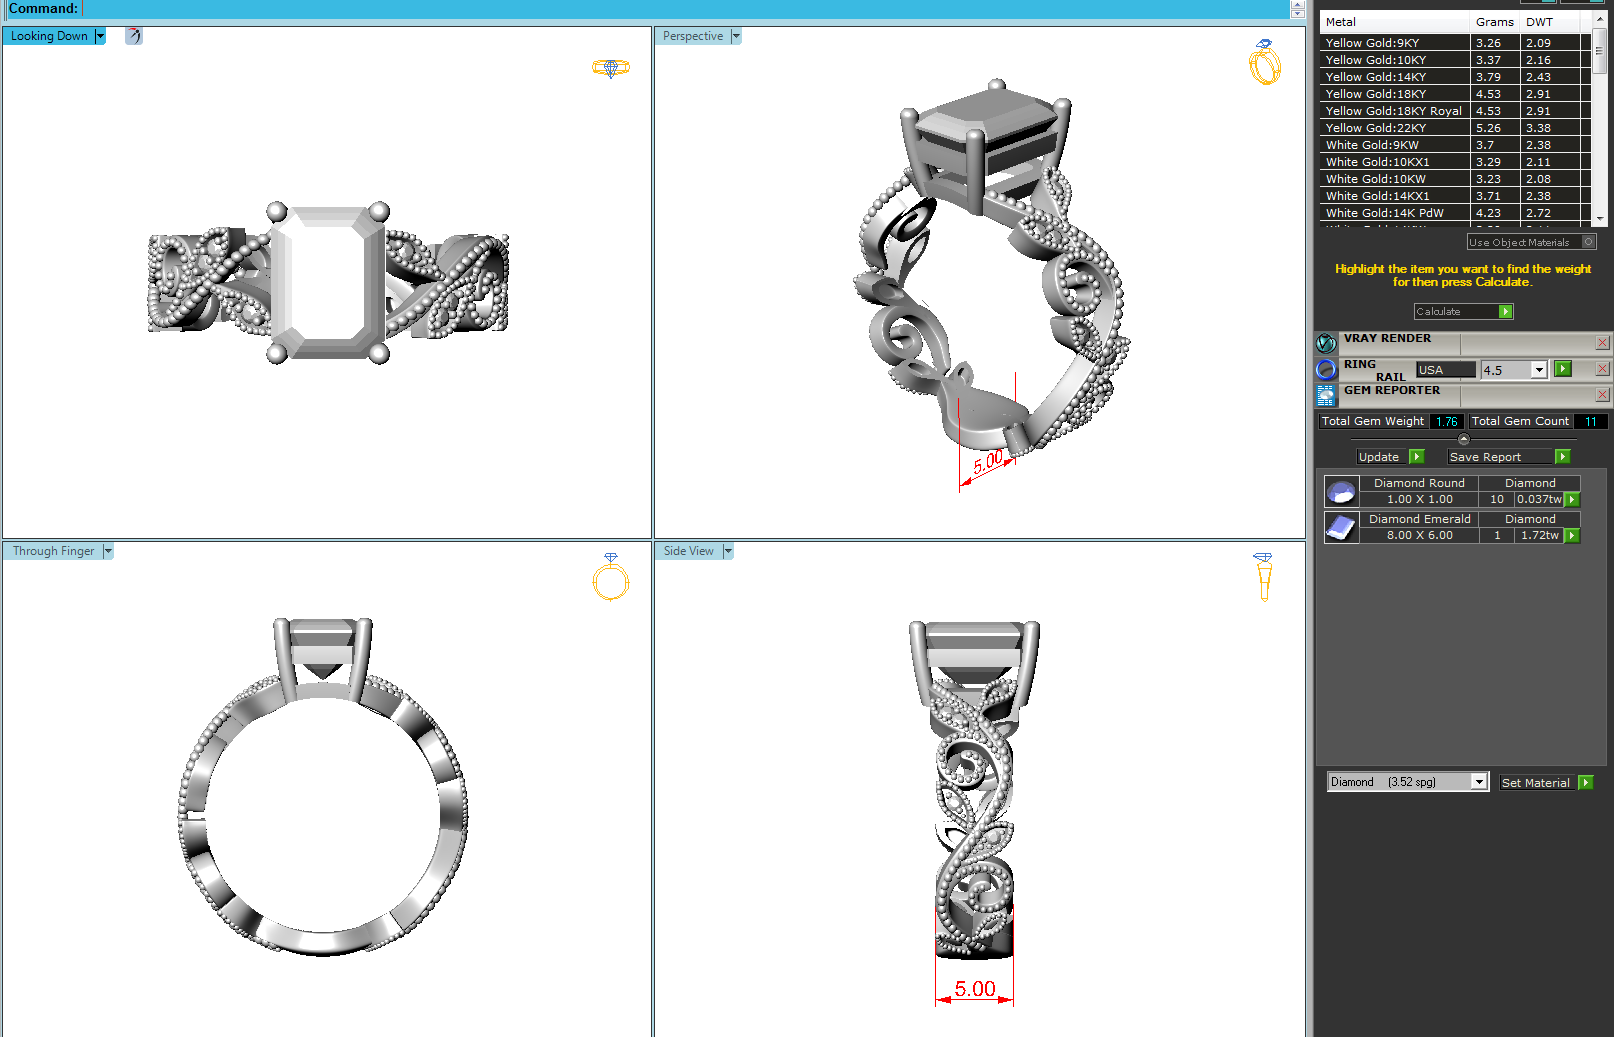 Command:
Looking Down
Perspective
Through Finger
Side View
5.00
5.00
Metal Grams DWT
Yellow Gold:9KY 3.26 2.09
Yellow Gold:10KY 3.37 2.16
Yellow Gold:14KY 3.79 2.43
Yellow Gold:18KY 4.53 2.91
Yellow Gold:18KY Royal 4.53 2.91
Yellow Gold:22KY 5.26 3.38
White Gold:9KW 3.7 2.38
White Gold:10KX1 3.29 2.11
White Gold:10KW 3.23 2.08
White Gold:14KX1 3.71 2.38
White Gold:14K PdW 4.23 2.72
Use Object Materials
Highlight the item you want to find the weight
for then press Calculate.
Calculate
VRAY RENDER
RING
RAIL USA 4.5
GEM REPORTER
Total Gem Weight 1.76 Total Gem Count 11
Update Save Report
Diamond Round Diamond
1.00 X 1.00 10 0.037tw
Diamond Emerald Diamond
8.00 X 6.00 1 1.72tw
Diamond (3.52 spg) Set Material